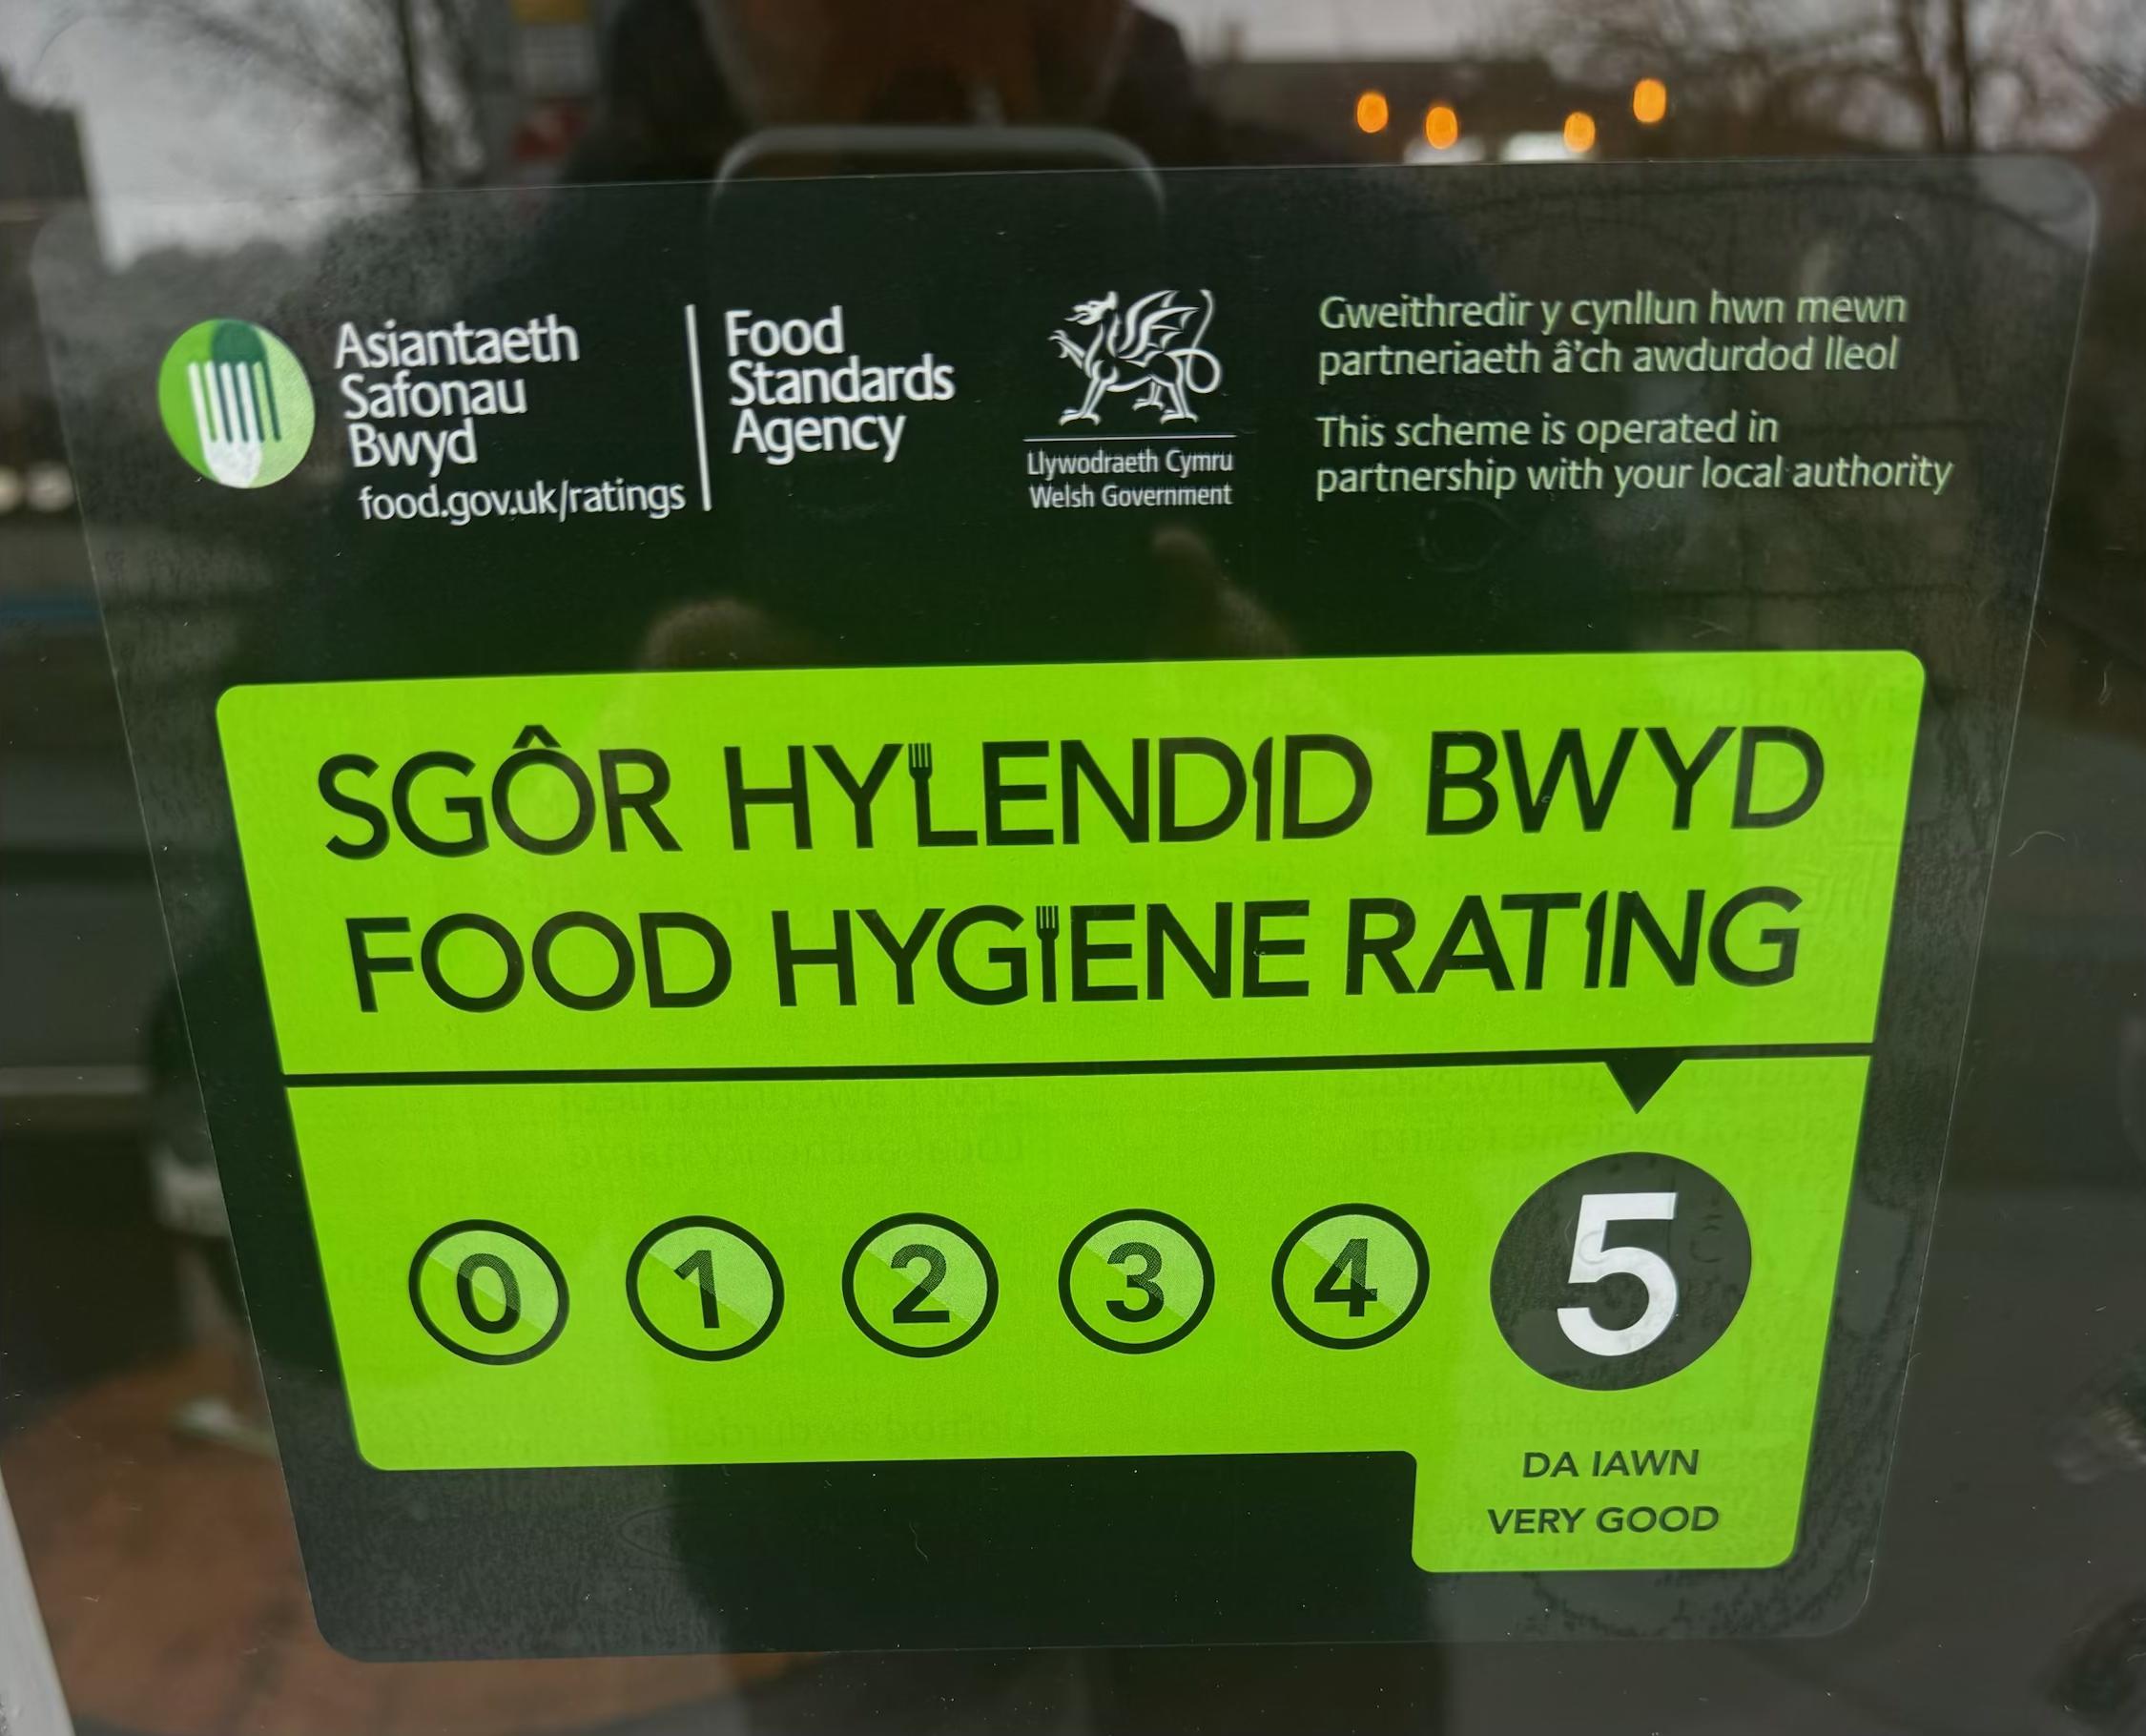 Asiantaeth
Safonau
Bwyd
food.gov.uk/ratings
Food
Standards
Agency
Llywodraeth Cymru
Welsh Government
Gweithredir y cynllun hwn mewn
partneriaeth â'ch awdurdod lleol
This scheme is operated in
partnership with your local authority
SGÔR HYLENDID BWYD
FOOD HYGIENE RATING
0 1 2 3 4 5
DA IAWN
VERY GOOD